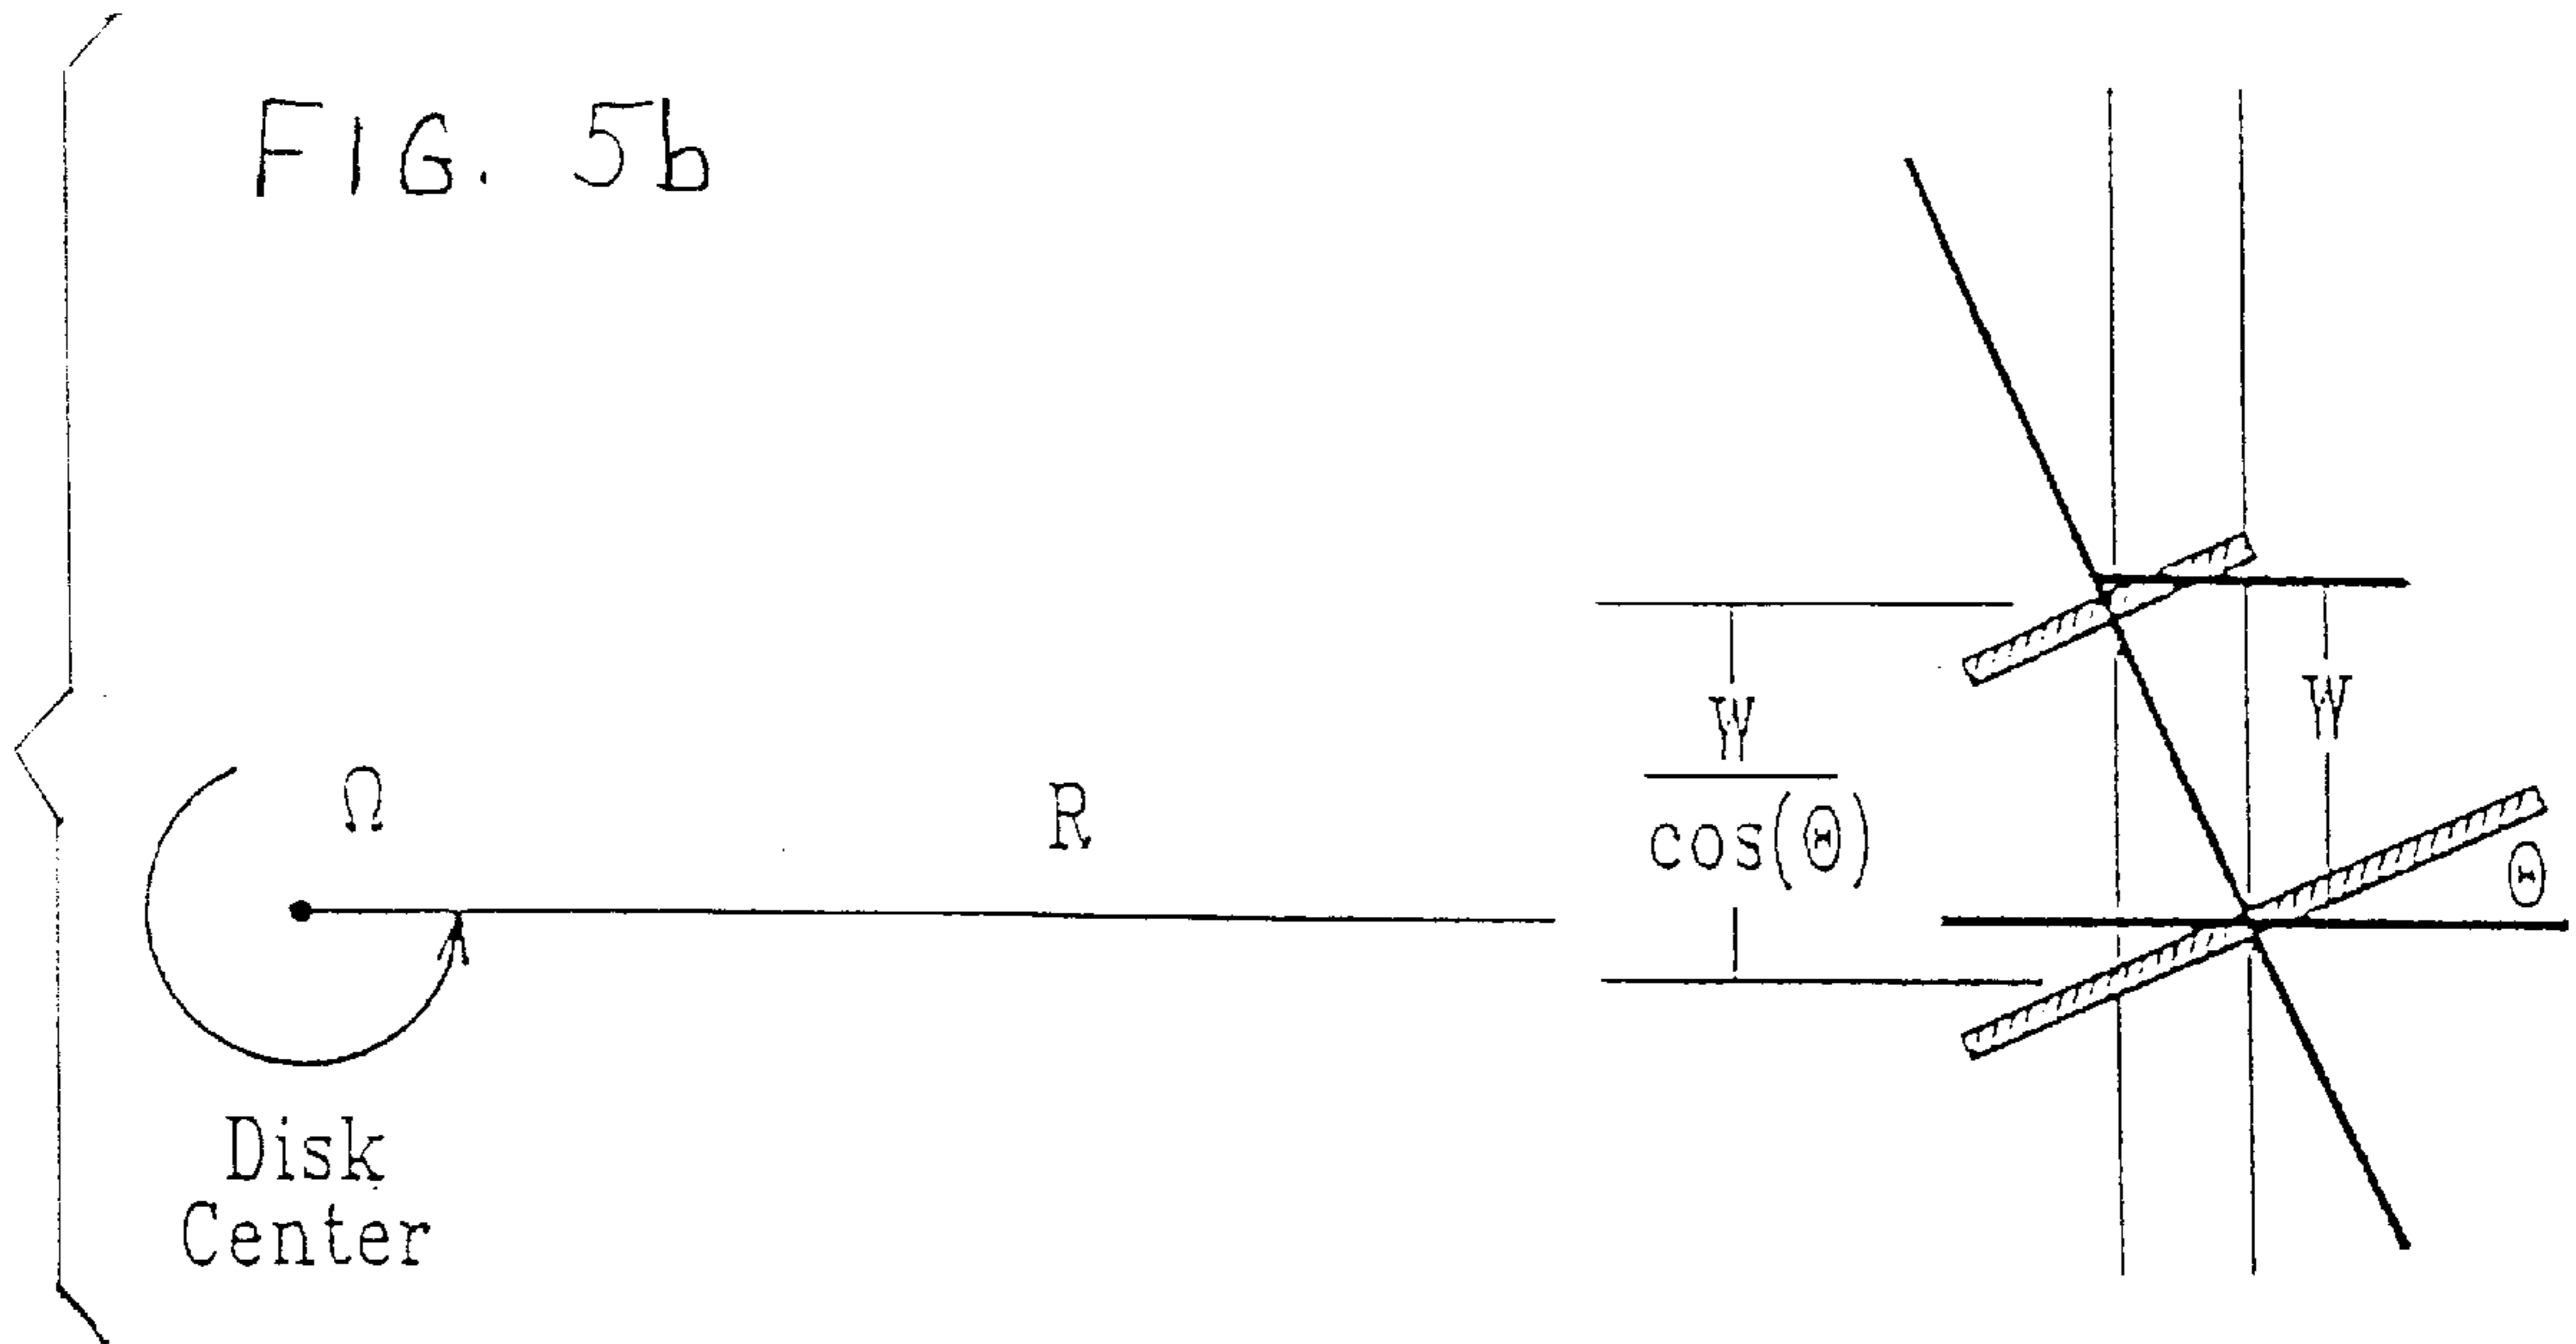 FIG. 5b
Ω
R
W
cos(Θ)
W
Θ
Disk
Center